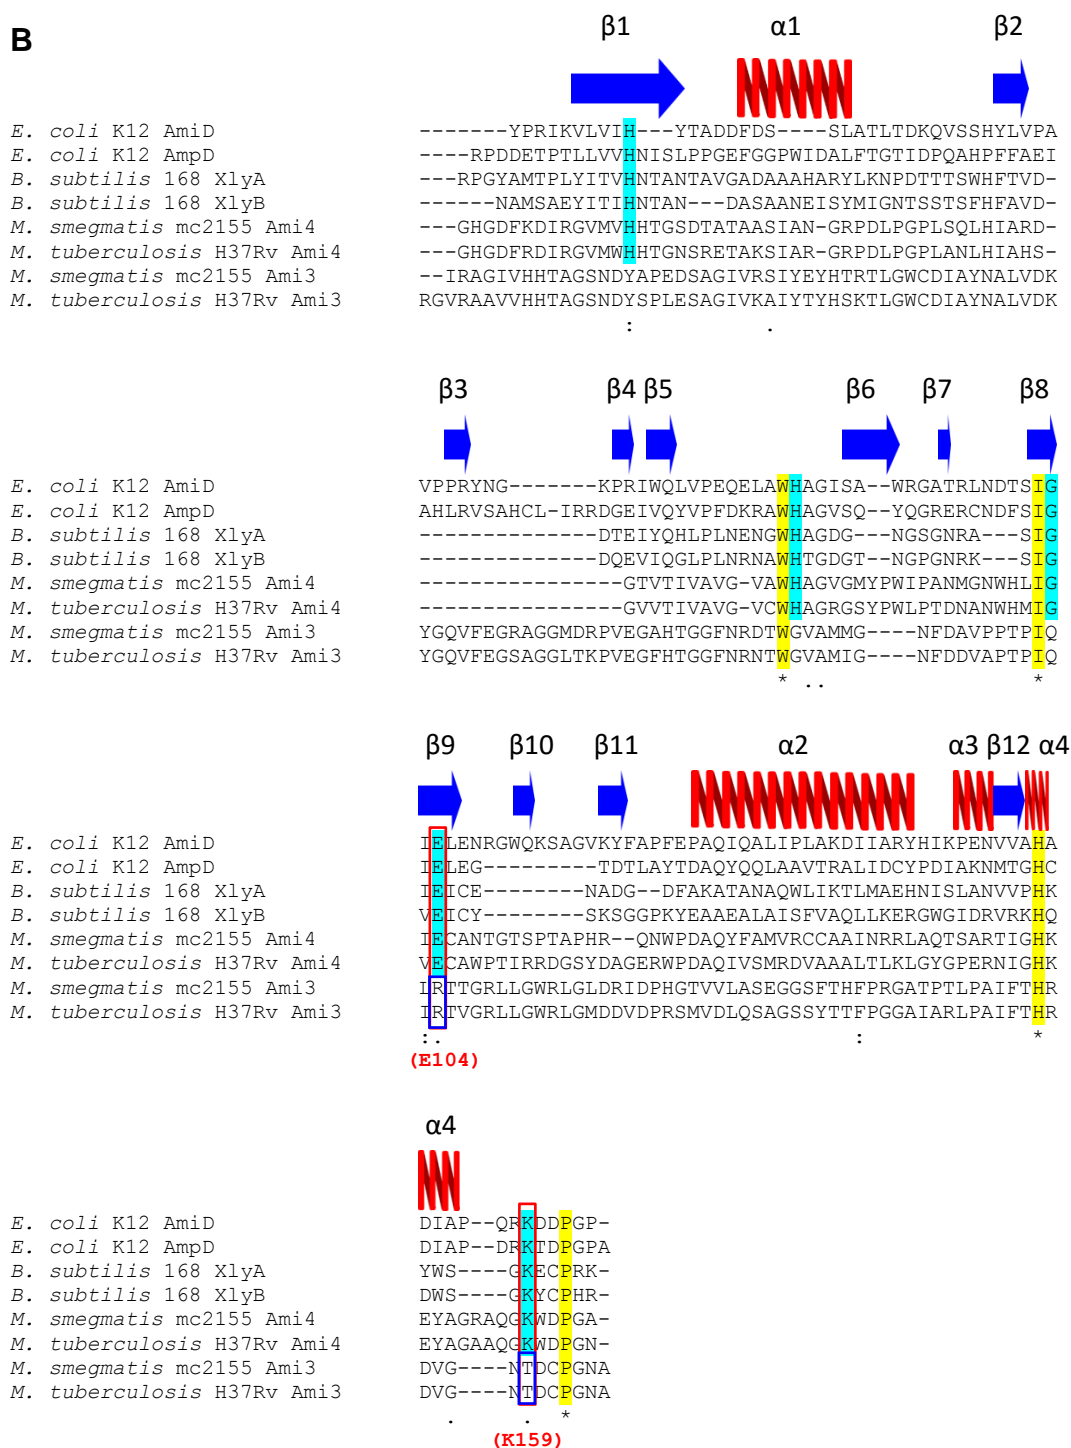 B
β1 α1 β2
E. coli K12 AmiD -------YPRIKVLVIH---YTADDFDS----SLATLTDKQVSSHYLVPA
E. coli K12 AmpD ----RPDDETPTLLVVHNISLPPGEFGGPWIDALFTGTIDPQAHPFFAEI
B. subtilis 168 XlyA ---RPGYAMTPLYITVHNTANTAVGADAAAHARYLKNPDTTTSWHFTVD-
B. subtilis 168 XlyB ------NAMSAEYITIHNTAN---DASAANEISYMIGNTSSTSFHFAVD-
M. smegmatis mc2155 Ami4 ---GHGDFKDIRGVMVHHTGSDTATAASIAN-GRPDLPGPLSQLHIARD-
M. tuberculosis H37Rv Ami4 ---GHGDFRDIRGVMWHHTGNSRETAKSIAR-GRPDLPGPLANLHIAHS-
M. smegmatis mc2155 Ami3 --IRAGIVHHTAGSNDYAPEDSAGIVRSIYEYHTRTLGWCDIAYNALVDK
M. tuberculosis H37Rv Ami3 RGVRAAVVHHTAGSNDYSPLESAGIVKAIYTYHSKTLGWCDIAYNALVDK
: .
β3 β4 β5 β6 β7 β8
E. coli K12 AmiD VPPRYNG-------KPRIWQLVPEQELAWHAGISA--WRGATRLNDTSIG
E. coli K12 AmpD AHLRVSAHCL-IRRDGEIVQYVPFDKRAWHAGVSQ--YQGRERCNDFSIG
B. subtilis 168 XlyA --------------DTEIYQHLPLNENGWHAGDG--NGSGNRA---SIG
B. subtilis 168 XlyB --------------DQEVIQGLPLNRNAWHTGDGT--NGPGNRK---SIG
M. smegmatis mc2155 Ami4 ----------------GTVTIVAVG-VAWHAGVGMYPWIPANMGNWHLIG
M. tuberculosis H37Rv Ami4 ----------------GVVTIVAVG-VCWHAGRGSYPWLPTDNANWHMIG
M. smegmatis mc2155 Ami3 YGQVFEGRAGGMDRPVEGAHTGGFNRDTWGVAMMG----NFDAVPPTPIQ
M. tuberculosis H37Rv Ami3 YGQVFEGSAGGLTKPVEGFHTGGFNRNTWGVAMIG----NFDDVAPTPIQ
* .. *
β9 β10 β11 α2 α3 β12 α4
E. coli K12 AmiD IELENRGWQKSAGVKYFAPFEPAQIQALIPLAKDIIARYHIKPENVVAHA
E. coli K12 AmpD IELEG---------TDTLAYTDAQYQQLAAVTRALIDCYPDIAKNMTGHC
B. subtilis 168 XlyA IEICE--------NADG--DFAKATANAQWLIKTLMAEHNISLANVVPHK
B. subtilis 168 XlyB VEICY--------SKSGGPKYEAAEALAISFVAQLLKERGWGIDRVRKHQ
M. smegmatis mc2155 Ami4 IECANTGTSPTAPHR--QNWPDAQYFAMVRCCAAINRRLAQTSARTIGHK
M. tuberculosis H37Rv Ami4 VECAWPTIRRDGSYDAGERWPDAQIVSMRDVAAALTLKLGYGPERNIGHK
M. smegmatis mc2155 Ami3 LRTTGRLLGWRLGLDRIDPHGTVVLASEGGSFTHFPRGATPTLPAIFTHR
M. tuberculosis H37Rv Ami3 IRTVGRLLGWRLGMDDVDPRSMVDLQSAGSSYTTFPGGAIARLPAIFTHR
:. : *
(E104)
α4
E. coli K12 AmiD DIAP--QRKDDPGP-
E. coli K12 AmpD DIAP--DRKTDPGPA
B. subtilis 168 XlyA YWS----GKECPRK-
B. subtilis 168 XlyB DWS----GKYCPHR-
M. smegmatis mc2155 Ami4 EYAGRAQGKWDPGA-
M. tuberculosis H37Rv Ami4 EYAGAAQGKWDPGN-
M. smegmatis mc2155 Ami3 DVG----NTDCPGNA
M. tuberculosis H37Rv Ami3 DVG----NTDCPGNA
. . *
(K159)